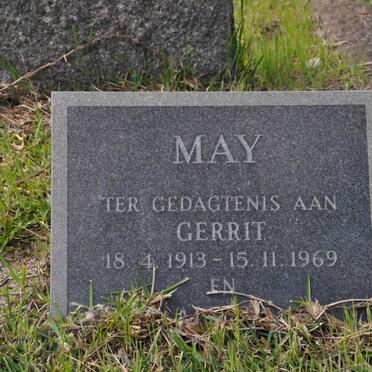 MAY
TER GEDAGTENIS AAN
GERRIT
18.4.1913 – 15.11.1969
EN